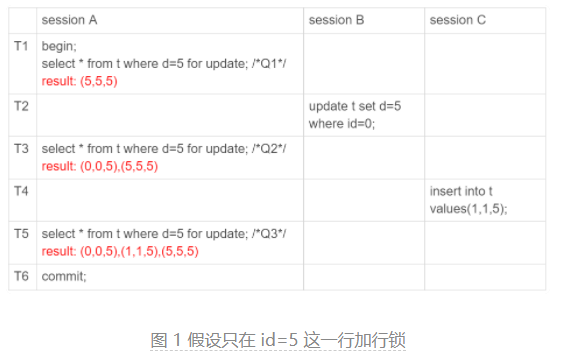 session A session B session C
T1 begin;
select * from t where d=5 for update; /*Q1*/
result: (5,5,5)
T2 update t set d=5
where id=0;
T3 select * from t where d=5 for update; /*Q2*/
result: (0,0,5),(5,5,5)
T4 insert into t
values(1,1,5);
T5 select * from t where d=5 for update; /*Q3*/
result: (0,0,5),(1,1,5),(5,5,5)
T6 commit;
图 1 假设只在 id=5 这一行加行锁